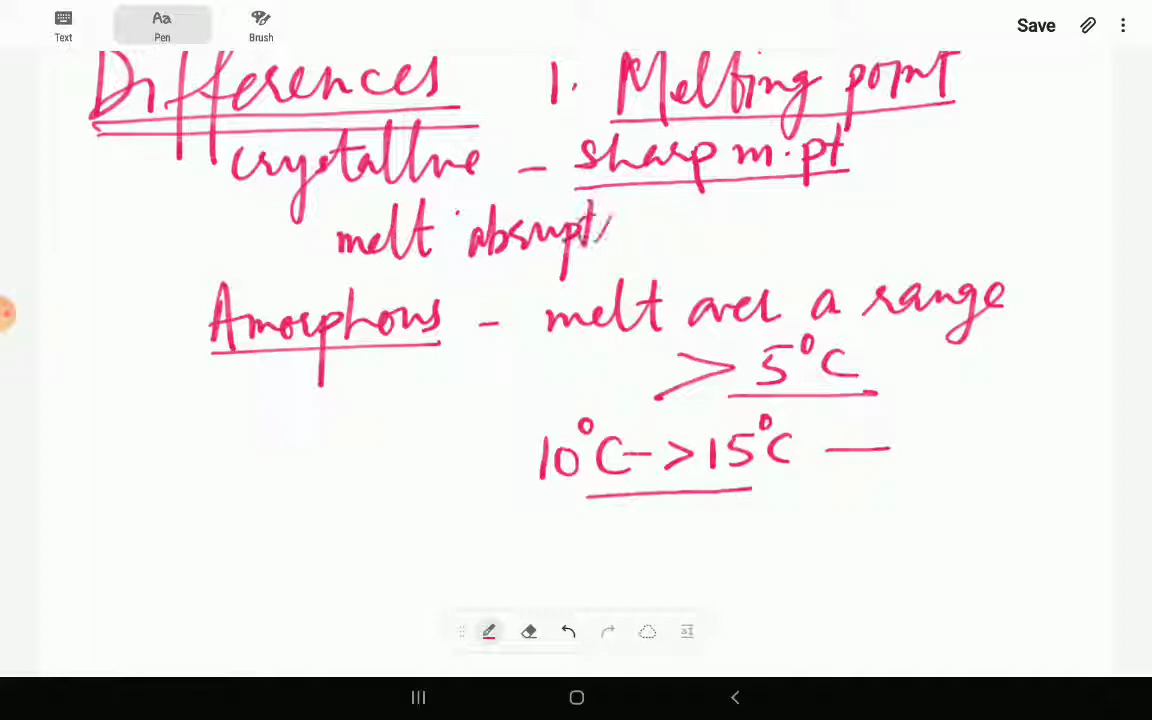 Text Pen Brush Save
Differences 1. Melting point
crystalline - sharp m.pt
melt abrupt
Amorphous - melt over a range
> 5°C
10°C -> 15°C —